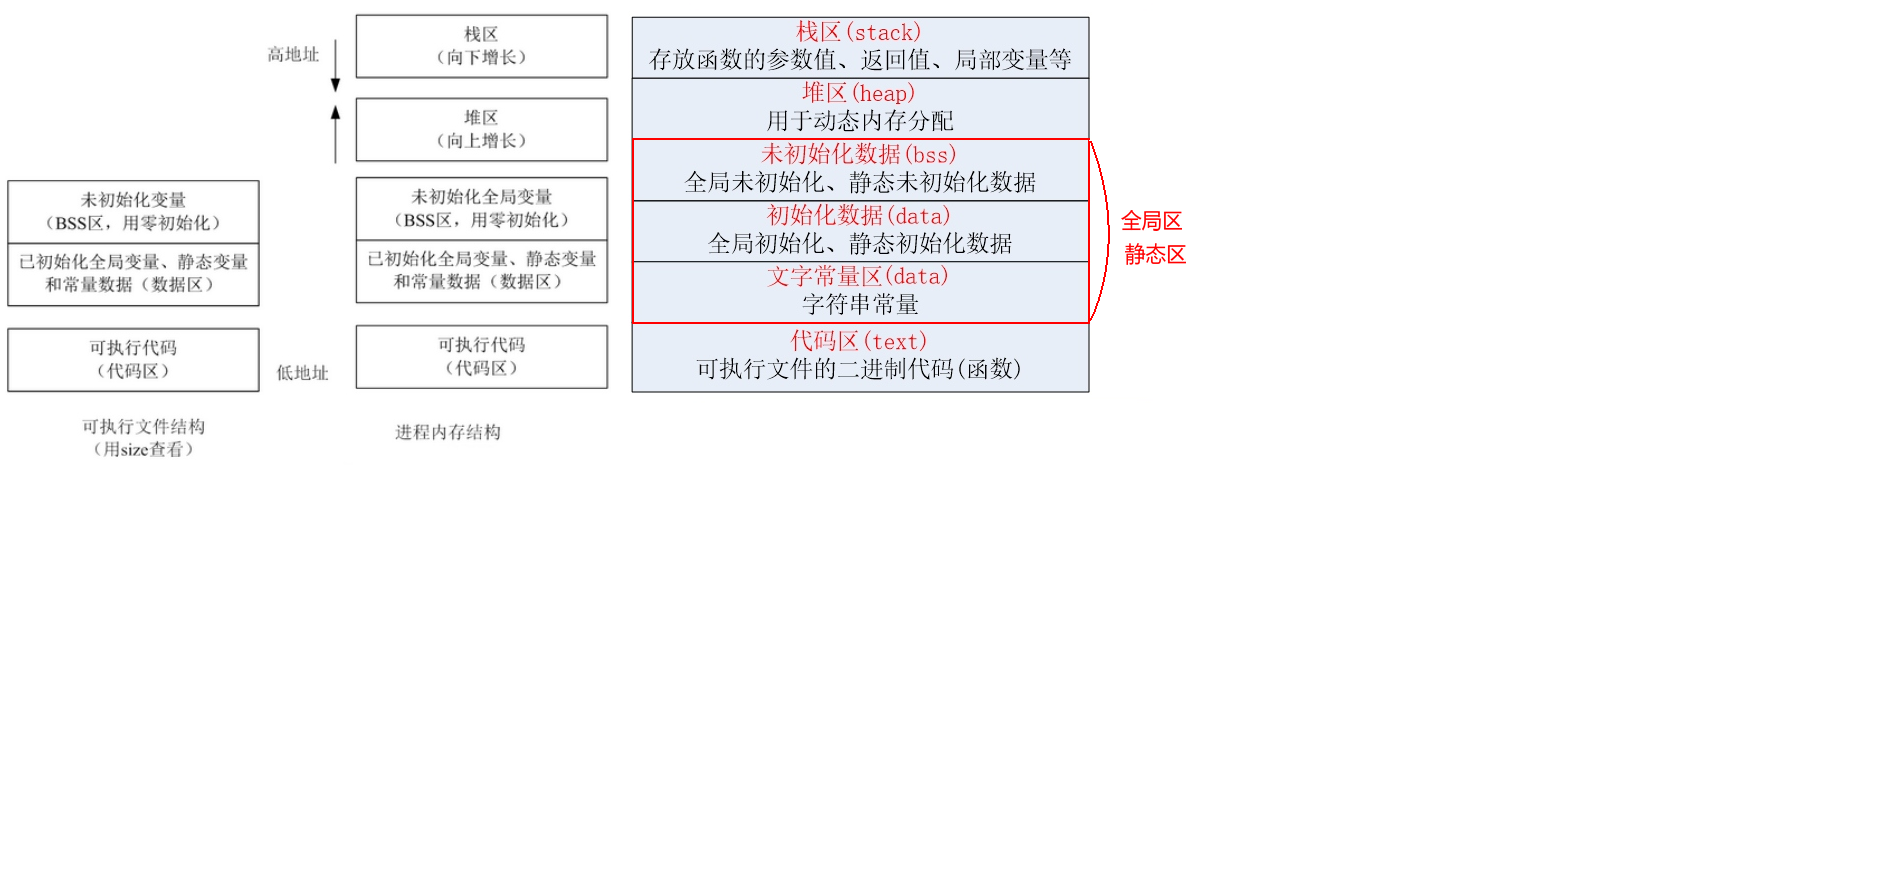 未初始化变量
（BSS区，用零初始化）
已初始化全局变量、静态变量
和常量数据（数据区）
可执行代码
（代码区）
可执行文件结构
（用size查看）
高地址
低地址
栈区
（向下增长）
堆区
（向上增长）
未初始化全局变量
（BSS区，用零初始化）
已初始化全局变量、静态变量
和常量数据（数据区）
可执行代码
（代码区）
进程内存结构
栈区(stack)
存放函数的参数值、返回值、局部变量等
堆区(heap)
用于动态内存分配
未初始化数据(bss)
全局未初始化、静态未初始化数据
初始化数据(data)
全局初始化、静态初始化数据
文字常量区(data)
字符串常量
代码区(text)
可执行文件的二进制代码(函数)
全局区
静态区